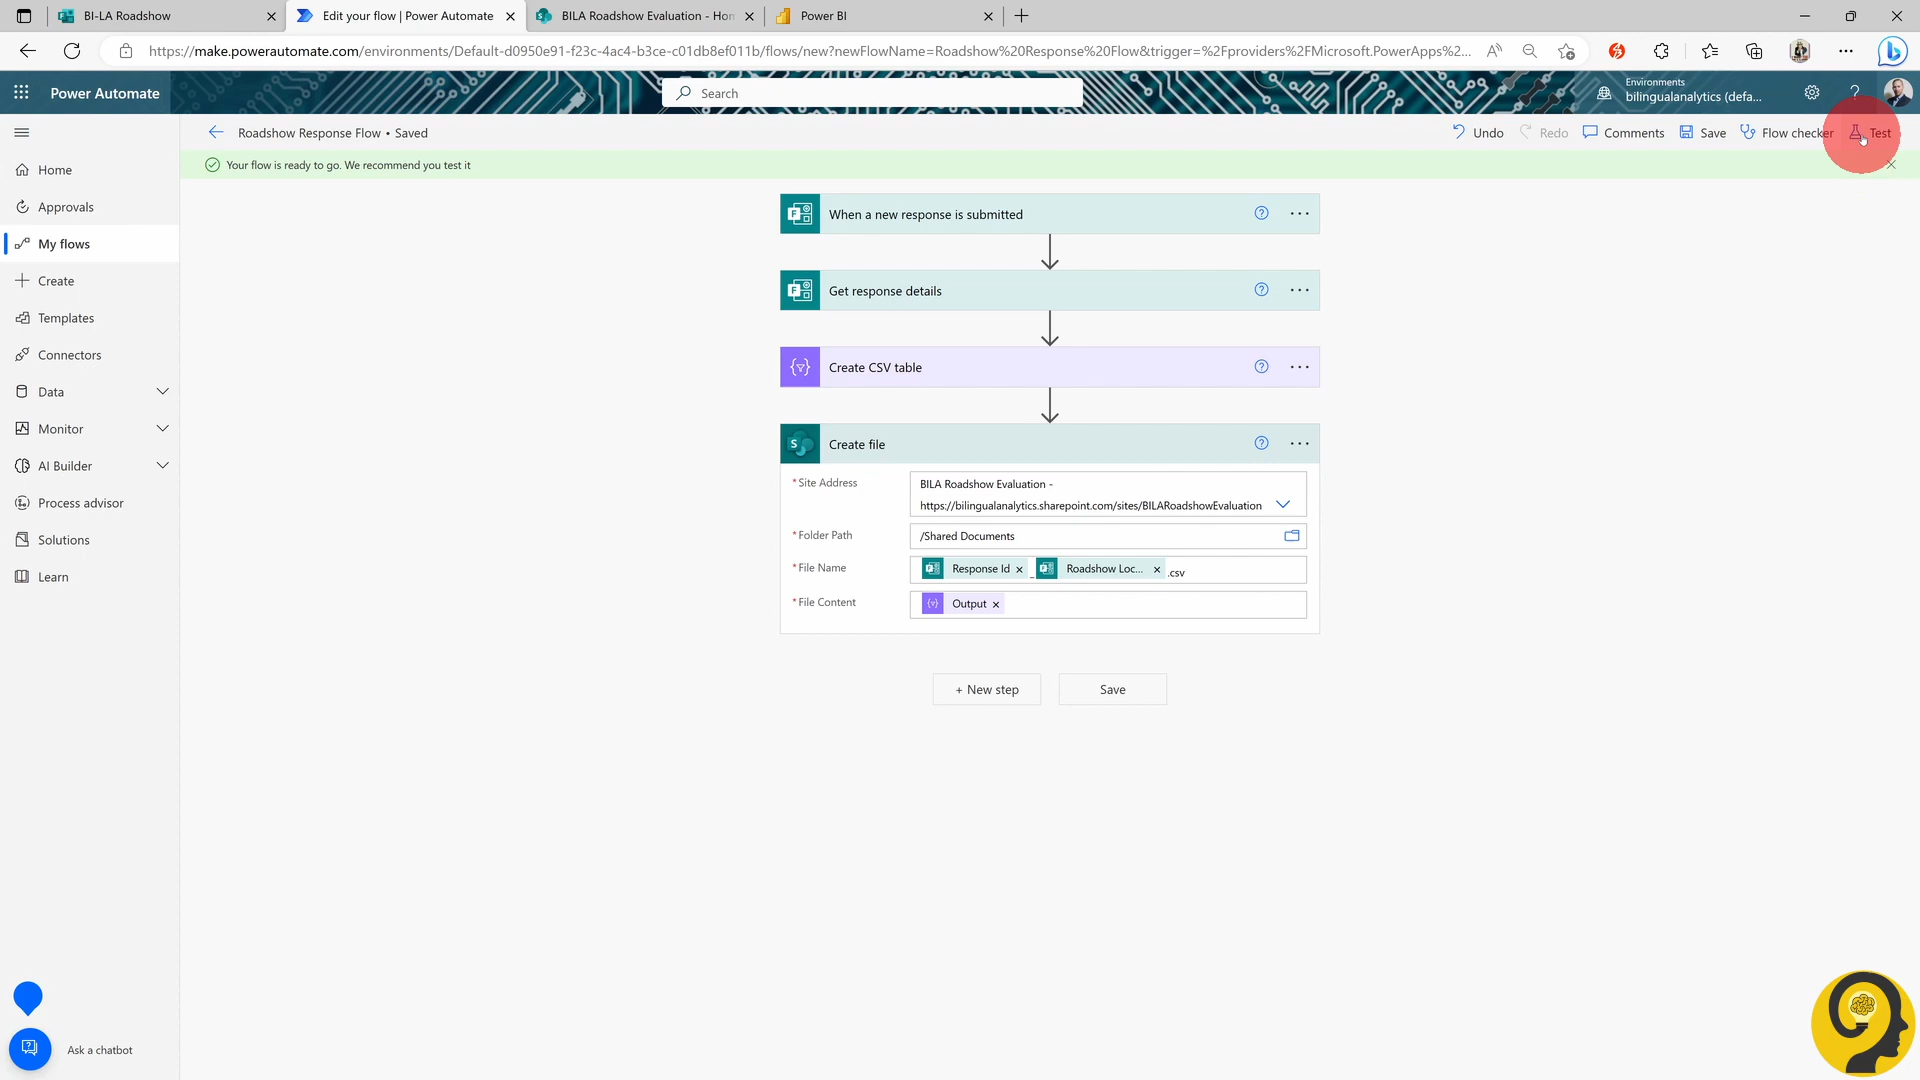 BI-LA Roadshow
Edit your flow | Power Automate
BILA Roadshow Evaluation - Hom
Power BI
https://make.powerautomate.com/environments/Default-d0950e91-f23c-4ac4-b3ce-c01db8ef011b/flows/new?newFlowName=Roadshow%20Response%20Flow&trigger=%2Fproviders%2FMicrosoft.PowerApps%2...
Power Automate
Search
Environments
bilingualanalytics (defa...
Roadshow Response Flow • Saved
Undo
Redo
Comments
Save
Flow checker
Test
Your flow is ready to go. We recommend you test it
Home
Approvals
My flows
Create
Templates
Connectors
Data
Monitor
AI Builder
Process advisor
Solutions
Learn
Ask a chatbot
When a new response is submitted
Get response details
Create CSV table
Create file
* Site Address
BILA Roadshow Evaluation -
https://bilingualanalytics.sharepoint.com/sites/BILARoadshowEvaluation
* Folder Path
/Shared Documents
* File Name
Response Id × _ Roadshow Loc... × .csv
* File Content
Output ×
+ New step
Save